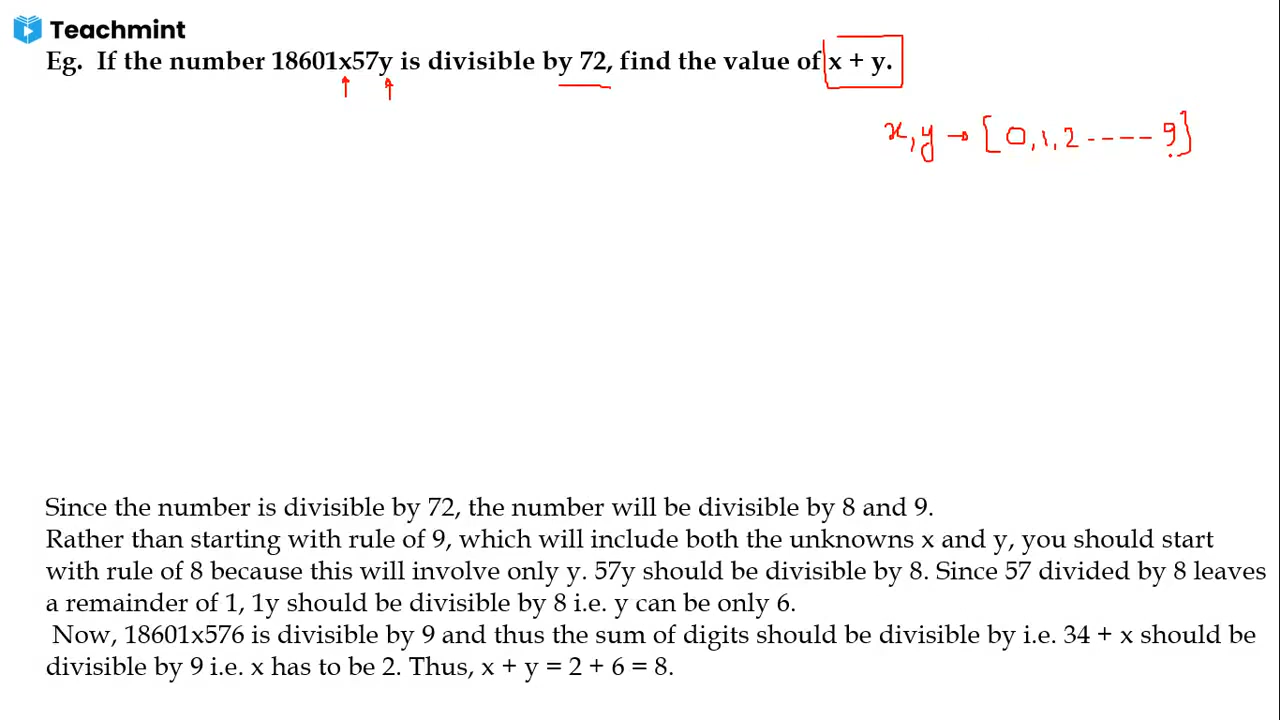 Teachmint
Eg. If the number 18601x57y is divisible by 72, find the value of x + y.
x, y → [0, 1, 2 ---- 9]
Since the number is divisible by 72, the number will be divisible by 8 and 9.
Rather than starting with rule of 9, which will include both the unknowns x and y, you should start
with rule of 8 because this will involve only y. 57y should be divisible by 8. Since 57 divided by 8 leaves
a remainder of 1, 1y should be divisible by 8 i.e. y can be only 6.
Now, 18601x576 is divisible by 9 and thus the sum of digits should be divisible by i.e. 34 + x should be
divisible by 9 i.e. x has to be 2. Thus, x + y = 2 + 6 = 8.